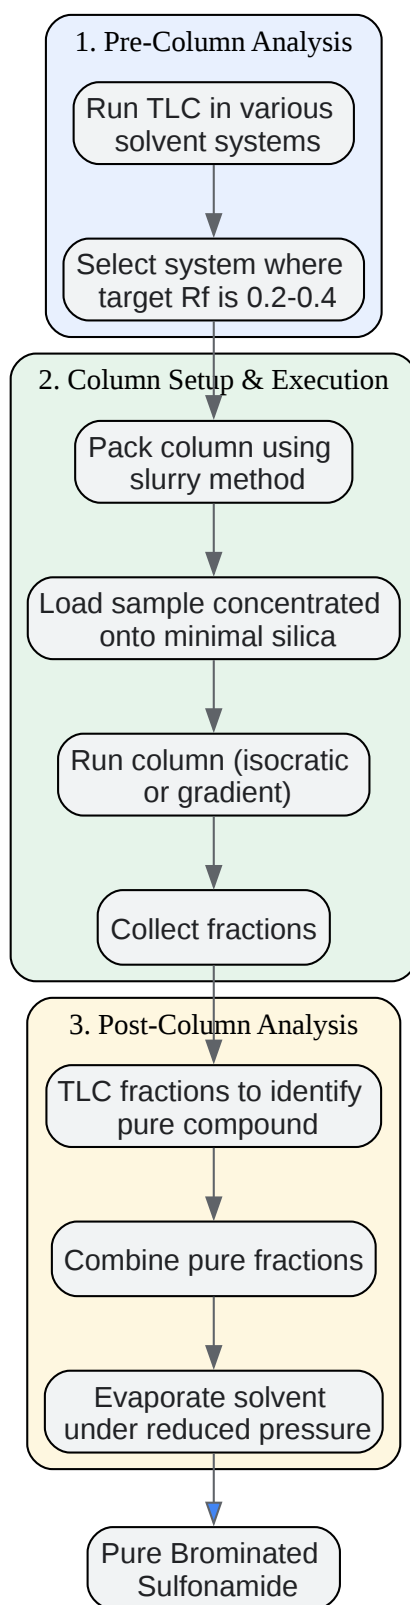 1. Pre-Column Analysis
Run TLC in various
solvent systems
Select system where
target Rf is 0.2-0.4
2. Column Setup & Execution
Pack column using
slurry method
Load sample concentrated
onto minimal silica
Run column (isocratic
or gradient)
Collect fractions
3. Post-Column Analysis
TLC fractions to identify
pure compound
Combine pure fractions
Evaporate solvent
under reduced pressure
Pure Brominated
Sulfonamide